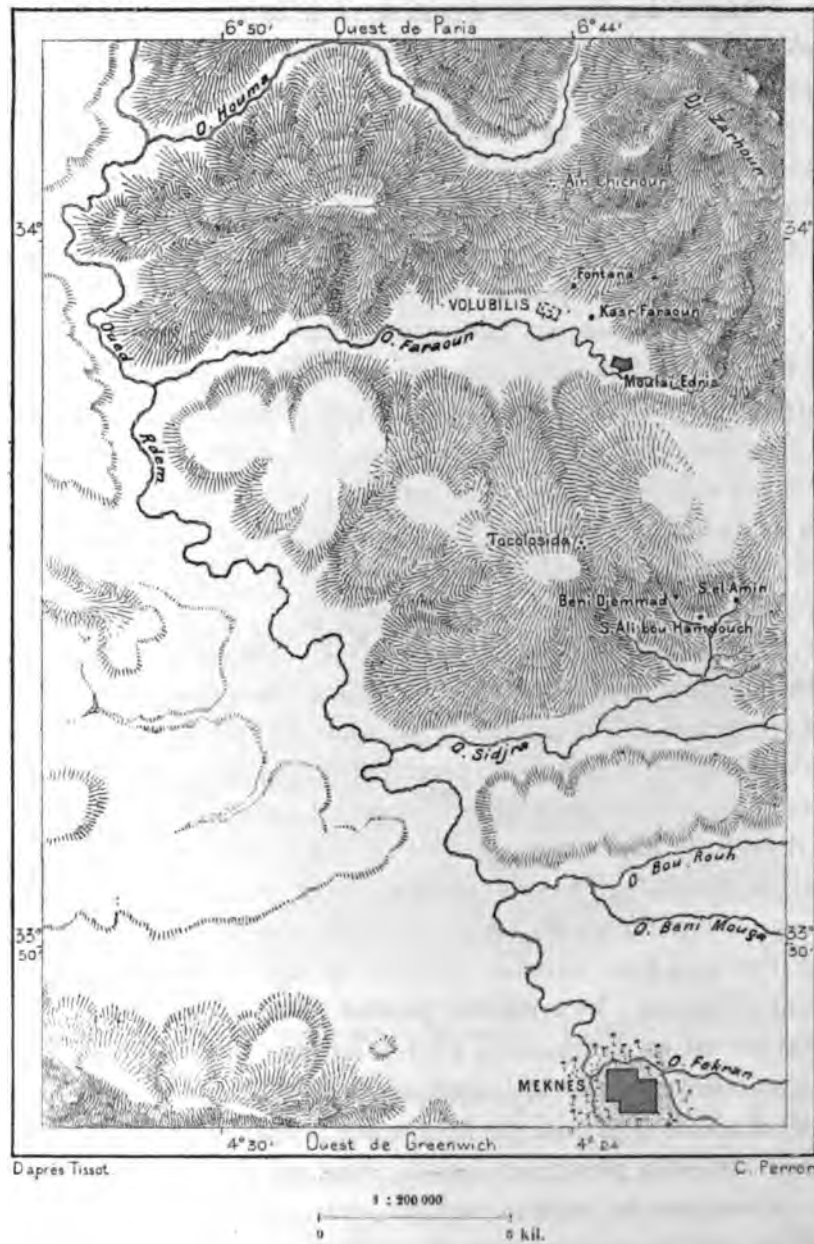 6°50' Ouest de Paris 6°44'
O. Houma
Dj. Zarhoun
Aïn Chichoun
34° 34°
Fontana
VOLUBILIS
Kasr Faraoun
Oued
O. Faraoun
Moulaï Edris
Rdem
Tocolosida
S. el Amin
Beni Djemmad
S. Ali bou Hamdouch
O. Sidjra
O. Bou Rouh
33° 33°
50' 50'
O. Beni Mouga
O. Fekran
MEKNES
4°30' Ouest de Greenwich 4°24'
D'après Tissot C. Perron
1 : 200 000
0 5 kil.